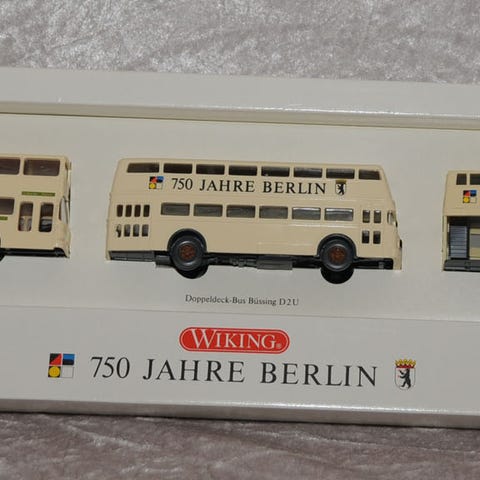 750 JAHRE BERLIN
Doppeldeck-Bus Büssing D2U
WIKING®
750 JAHRE BERLIN